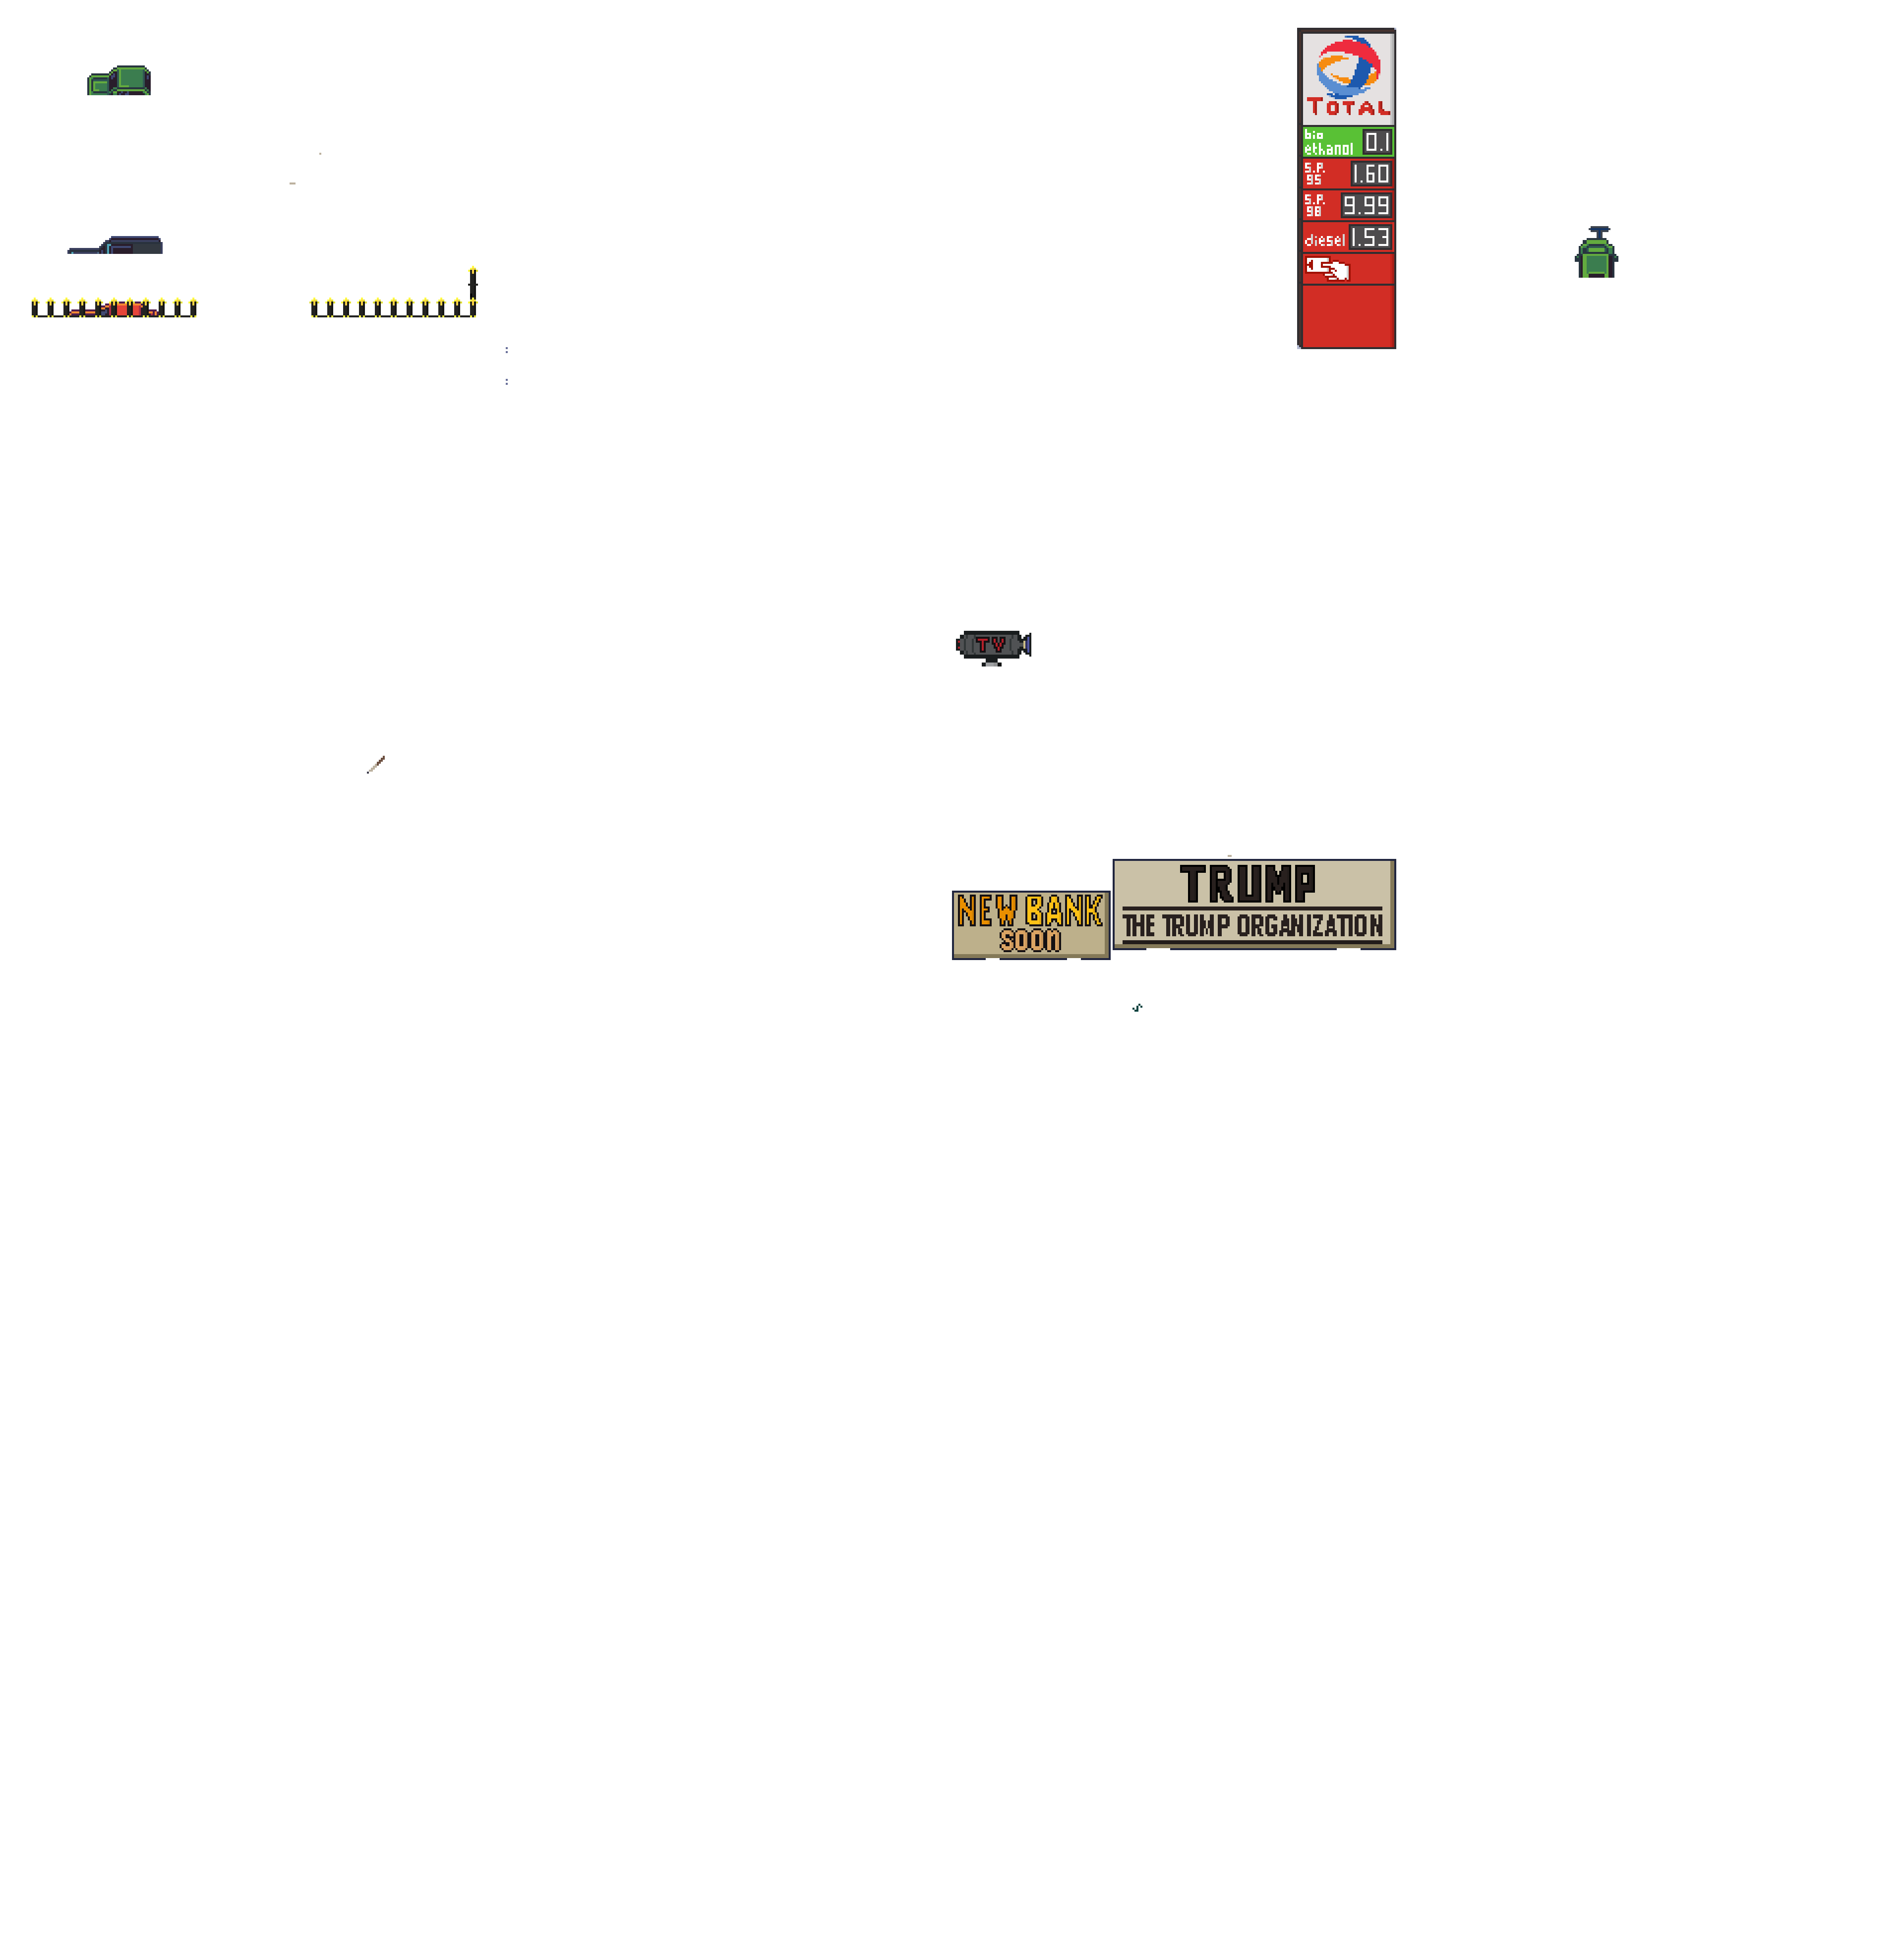 TOTAL
bio
ethanol 0.1
S.P.
95 1.60
S.P.
98 9.99
diesel 1.53
TV
TRUMP
THE TRUMP ORGANIZATION
NEW BANK
SOON